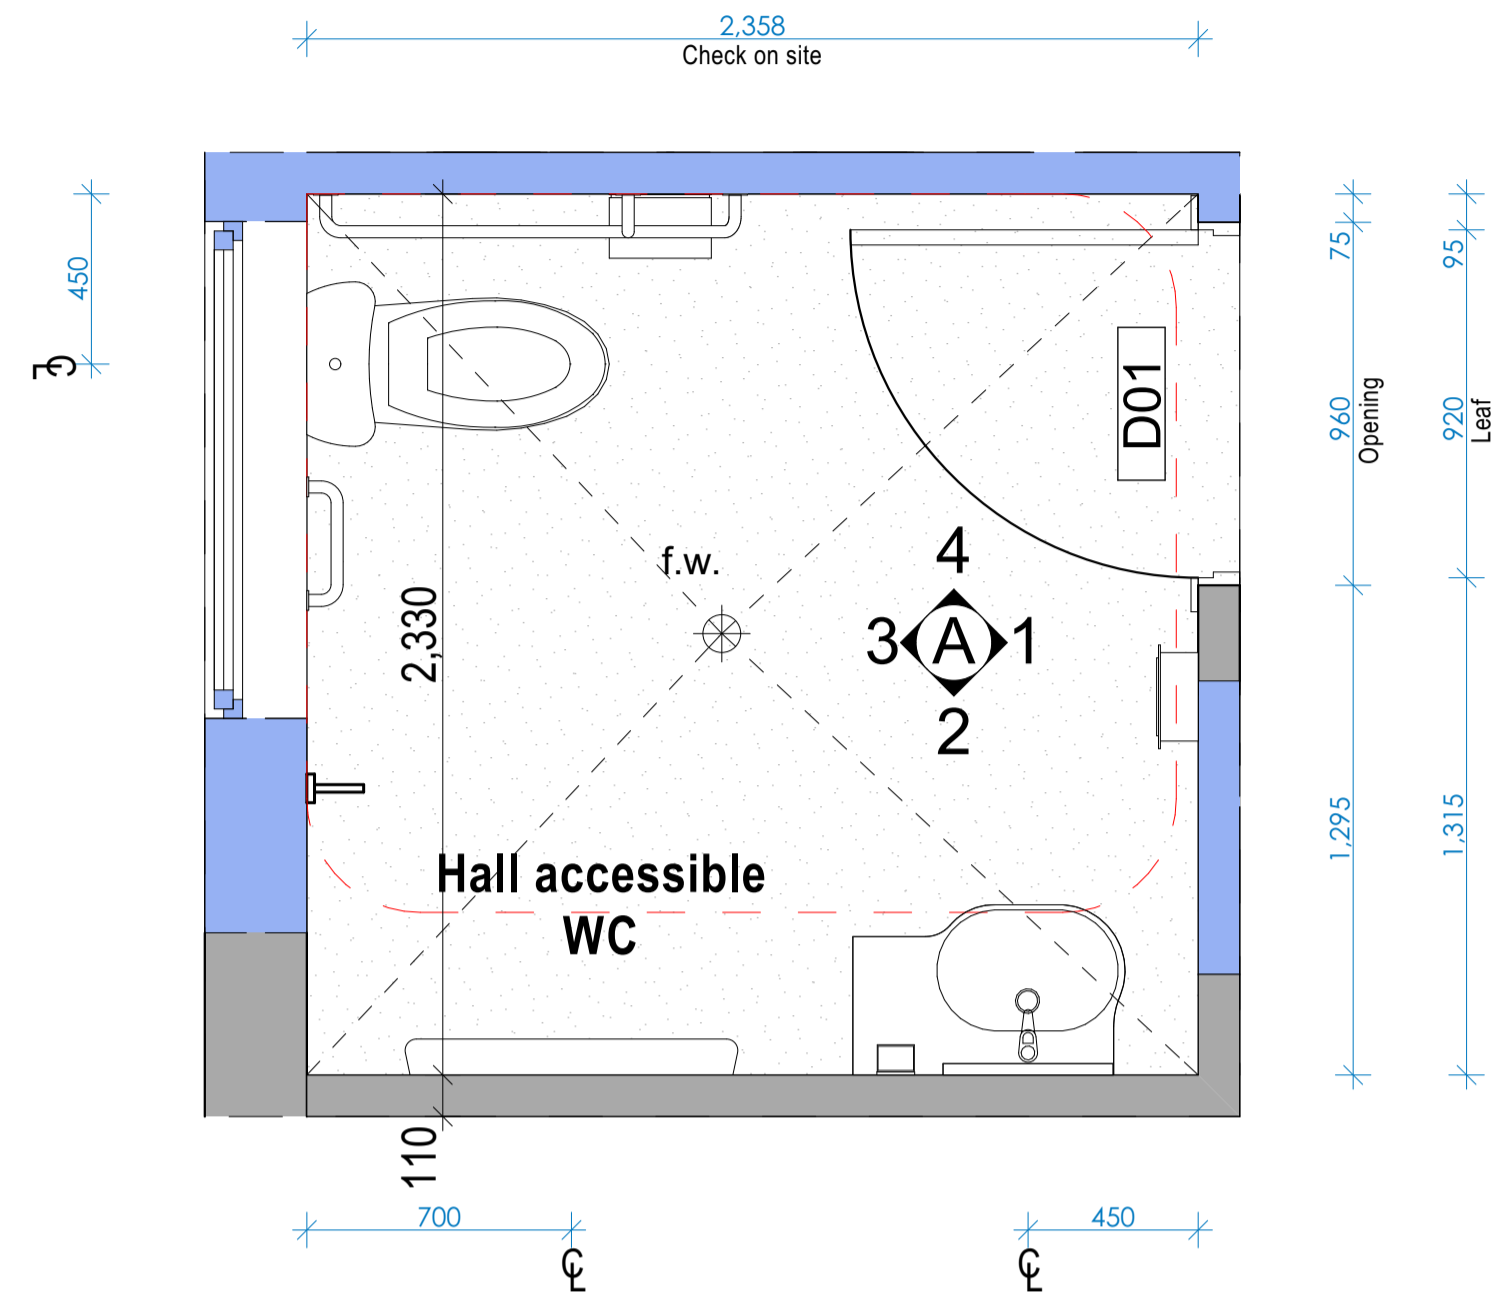 2,358
Check on site
450
℄
75
960
Opening
1,295
95
920
Leaf
1,315
D01
f.w.
2,330
4
3 A 1
2
Hall accessible
WC
110
700
450
℄
℄